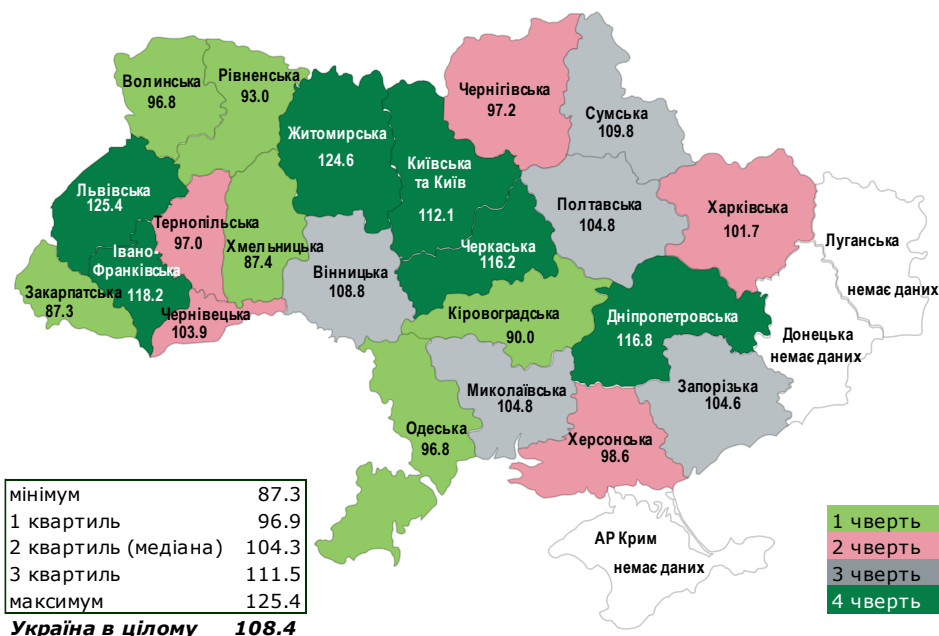 Волинська
96.8
Рівненська
93.0
Житомирська
124.6
Київська
та Київ
112.1
Чернігівська
97.2
Сумська
109.8
Львівська
125.4
Тернопільська
97.0
Хмельницька
87.4
Івано-
Франківська
118.2
Закарпатська
87.3
Чернівецька
103.9
Вінницька
108.8
Черкаська
116.2
Полтавська
104.8
Харківська
101.7
Луганська
немає даних
Донецька
немає даних
Кіровоградська
90.0
Дніпропетровська
116.8
Миколаївська
104.8
Запорізька
104.6
Одеська
96.8
Херсонська
98.6
АР Крим
немає даних
мінімум 87.3
1 квартиль 96.9
2 квартиль (медіана) 104.3
3 квартиль 111.5
максимум 125.4
Україна в цілому 108.4
1 чверть
2 чверть
3 чверть
4 чверть